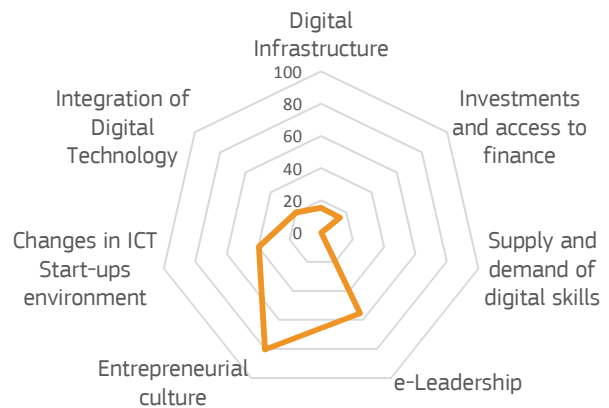 Digital
Infrastructure
100
80
60
40
20
0
Investments
and access to
finance
Supply and
demand of
digital skills
e-Leadership
Entrepreneurial
culture
Changes in ICT
Start-ups
environment
Integration of
Digital
Technology